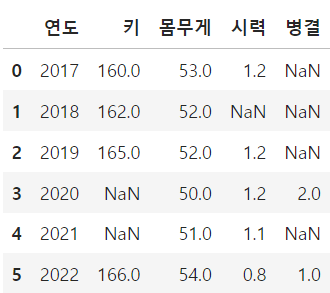 연도 키 몸무게 시력 병결
0 2017 160.0 53.0 1.2 NaN
1 2018 162.0 52.0 NaN NaN
2 2019 165.0 52.0 1.2 NaN
3 2020 NaN 50.0 1.2 2.0
4 2021 NaN 51.0 1.1 NaN
5 2022 166.0 54.0 0.8 1.0